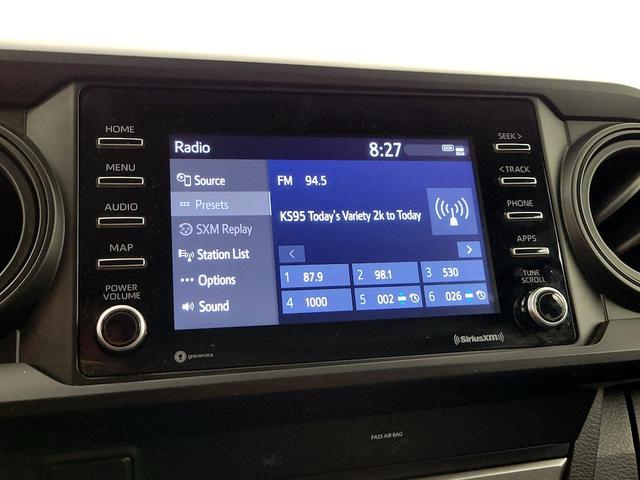 HOME
MENU
AUDIO
MAP
POWER
VOLUME
Radio
8:27
DCM
Source
Presets
SXM Replay
Station List
Options
Sound
FM 94.5
KS95 Today's Variety 2k to Today
< >
1 87.9
2 98.1
3 530
4 1000
5 002
6 026
SEEK >
< TRACK
PHONE
APPS
TUNE
SCROLL
gracenote
((SiriusXM))
PASS AIR BAG